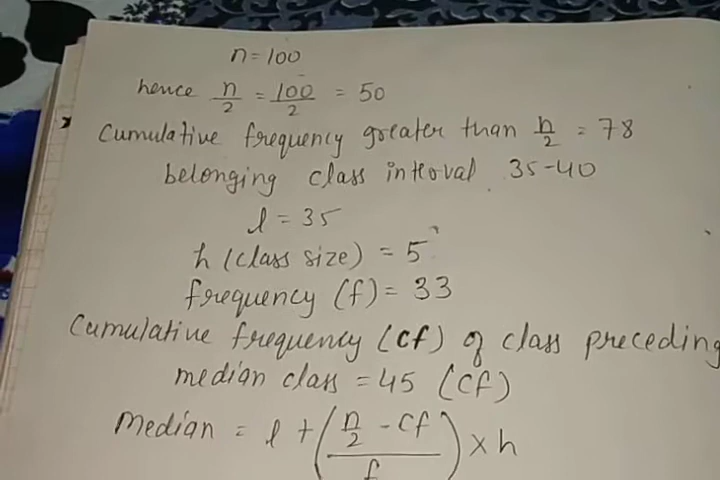 n=100
hence n/2 = 100/2 = 50
Cumulative frequency greater than n/2 = 78
belonging class interval 35-40
l = 35
h (class size) = 5
frequency (f) = 33
Cumulative frequency (cf) of class preceding
median class = 45 (cf)
Median = l + ((n/2 - cf)/f) × h